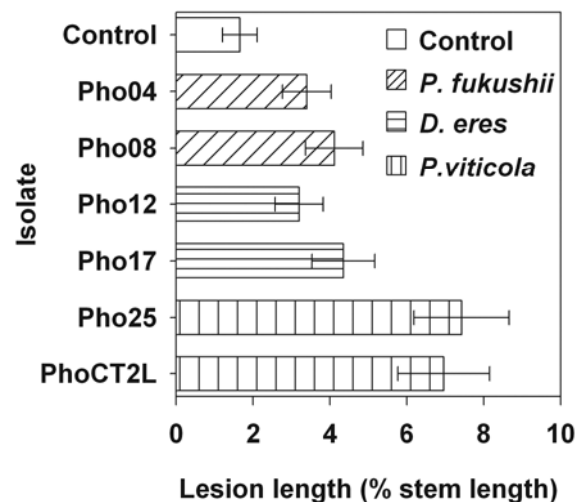 Control
Pho04
Pho08
Pho12
Pho17
Pho25
PhoCT2L
Isolate
Control
P. fukushii
D. eres
P.viticola
0 2 4 6 8 10
Lesion length (% stem length)